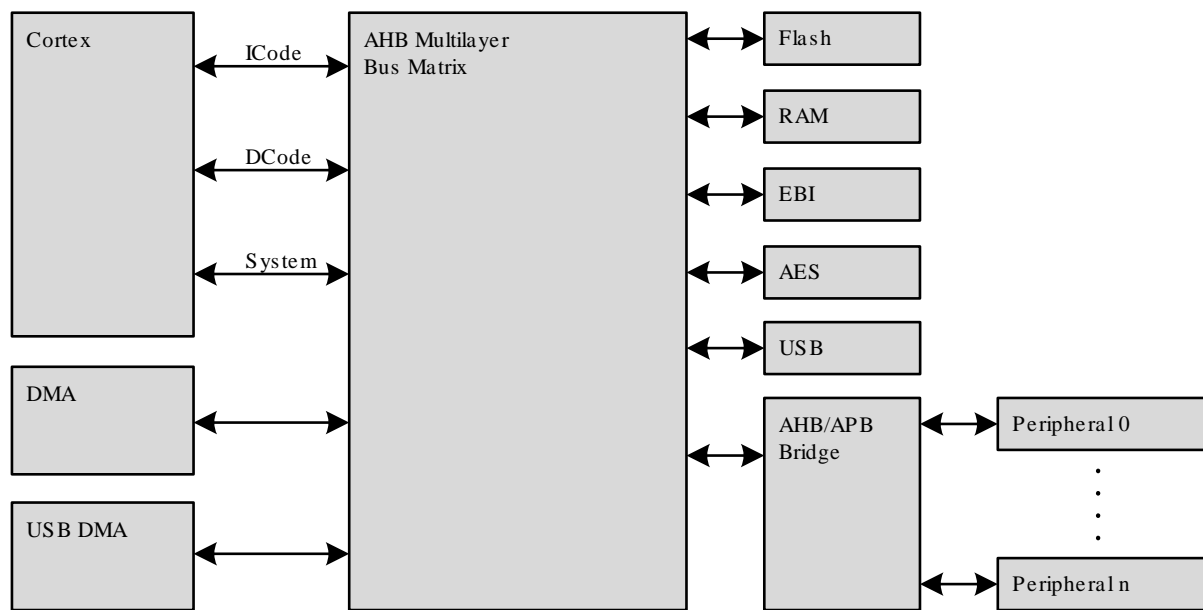 Cortex
ICode
DCode
System
DMA
USB DMA
AHB Multilayer
Bus Matrix
Flash
RAM
EBI
AES
USB
AHB/APB
Bridge
Peripheral 0
Peripheral n